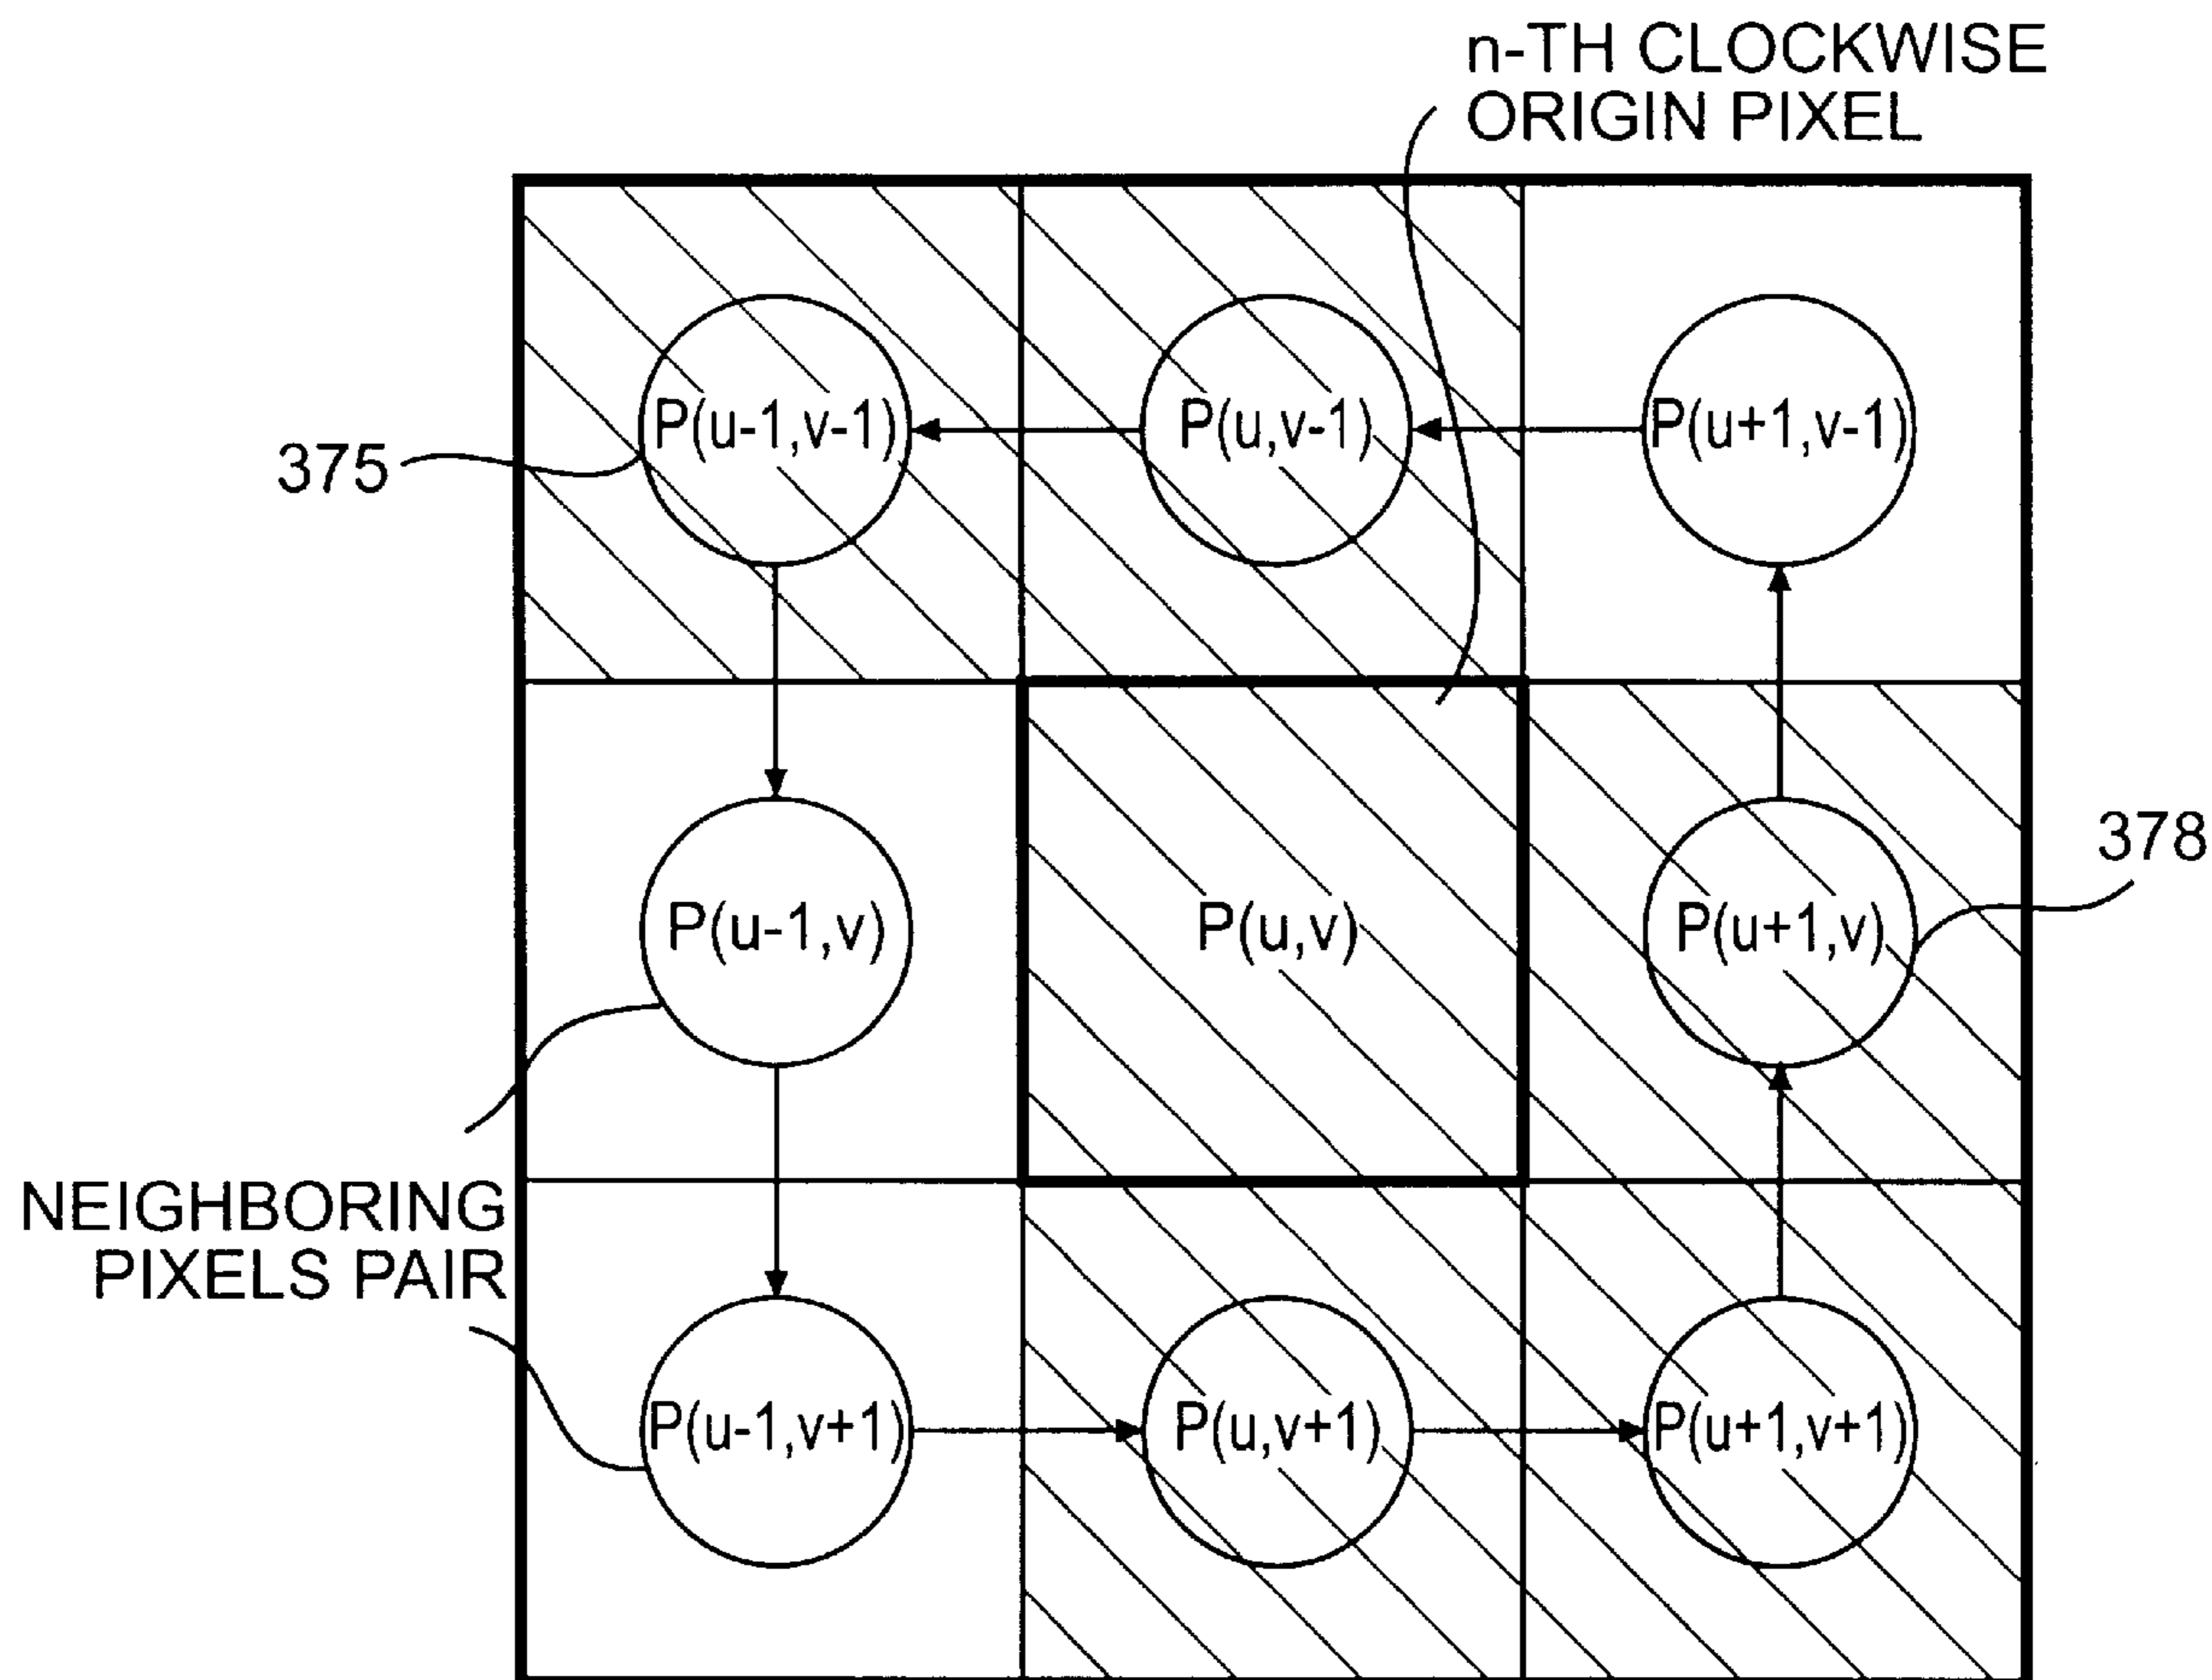 n-TH CLOCKWISE
ORIGIN PIXEL
P(u-1,v-1)
P(u,v-1)
P(u+1,v-1)
375
P(u-1,v)
P(u,v)
P(u+1,v)
378
NEIGHBORING
PIXELS PAIR
P(u-1,v+1)
P(u,v+1)
P(u+1,v+1)